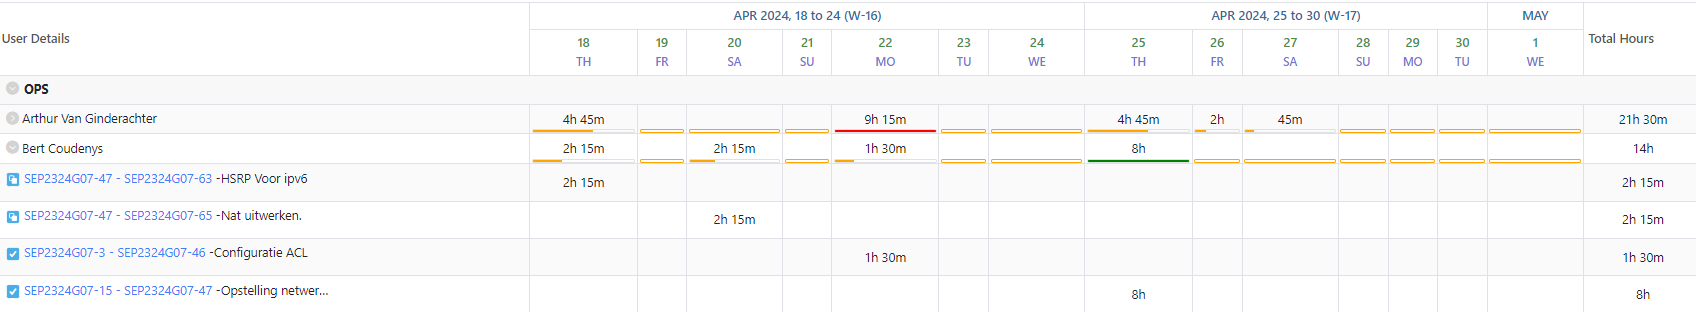 APR 2024, 18 to 24 (W-16) APR 2024, 25 to 30 (W-17) MAY
User Details 18 19 20 21 22 23 24 25 26 27 28 29 30 1 Total Hours
TH FR SA SU MO TU WE TH FR SA SU MO TU WE
OPS
Arthur Van Ginderachter 4h 45m 9h 15m 4h 45m 2h 45m 21h 30m
Bert Coudenys 2h 15m 2h 15m 1h 30m 8h 14h
SEP2324G07-47 - SEP2324G07-63 -HSRP Voor ipv6 2h 15m 2h 15m
SEP2324G07-47 - SEP2324G07-65 -Nat uitwerken. 2h 15m 2h 15m
SEP2324G07-3 - SEP2324G07-46 -Configuratie ACL 1h 30m 1h 30m
SEP2324G07-15 - SEP2324G07-47 -Opstelling netwer... 8h 8h